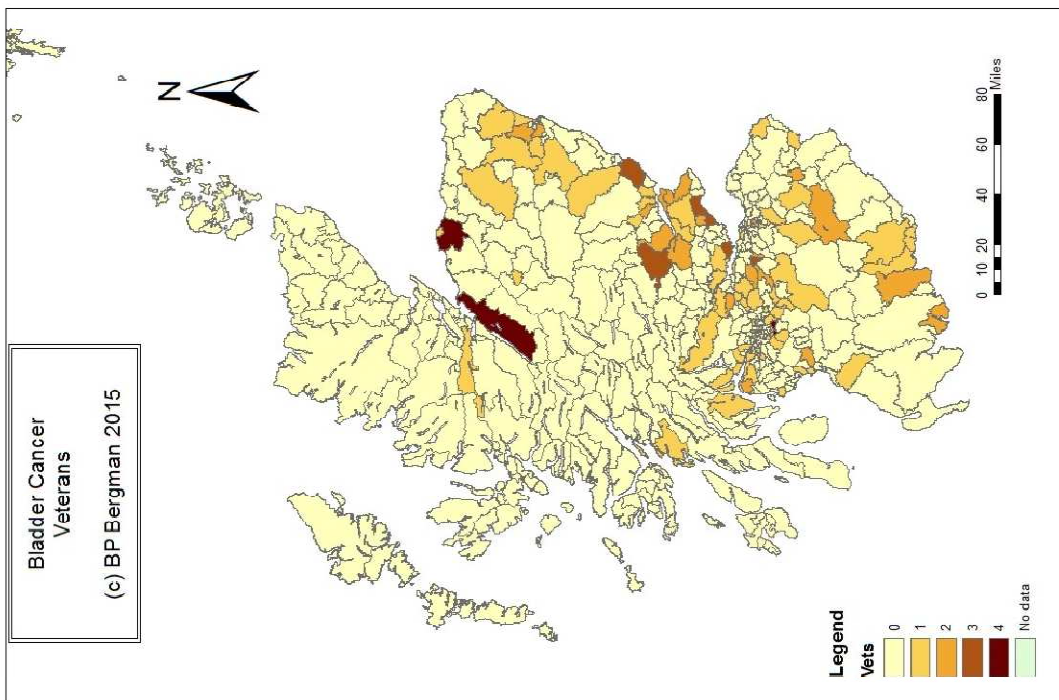 Bladder Cancer
Veterans
(c) BP Bergman 2015
N
0 10 20 40 60 80
Miles
Legend
Vets
0
1
2
3
4
No data